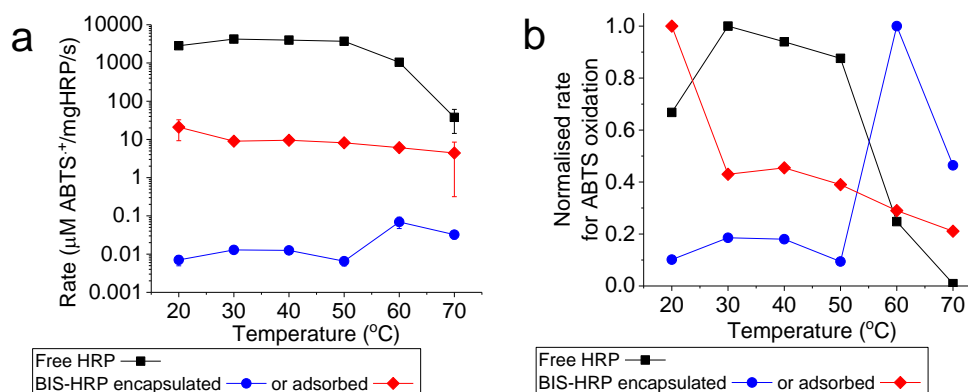 a
Rate (μM ABTS·+/mgHRP/s)
10000
1000
100
10
1
0.1
0.01
0.001
20 30 40 50 60 70
Temperature (oC)
Free HRP
BIS-HRP encapsulated or adsorbed
b
Normalised rate
for ABTS oxidation
1.0
0.8
0.6
0.4
0.2
0.0
20 30 40 50 60 70
Temperature (oC)
Free HRP
BIS-HRP encapsulated or adsorbed